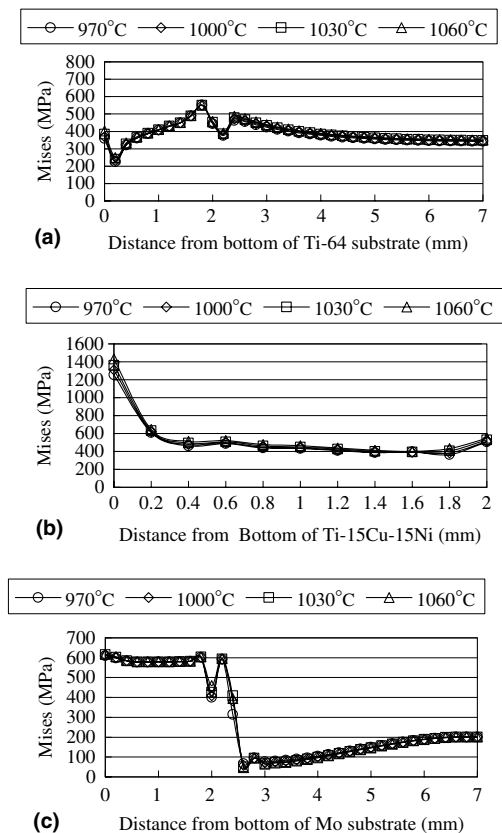 970°C 1000°C 1030°C 1060°C
800
700
600
500
400
300
200
100
0
Mises (MPa)
0 1 2 3 4 5 6 7
(a) Distance from bottom of Ti-64 substrate (mm)
970°C 1000°C 1030°C 1060°C
1600
1400
1200
1000
800
600
400
200
0
Mises (MPa)
0 0.2 0.4 0.6 0.8 1 1.2 1.4 1.6 1.8 2
(b) Distance from Bottom of Ti-15Cu-15Ni (mm)
970°C 1000°C 1030°C 1060°C
700
600
500
400
300
200
100
0
Mises (MPa)
0 1 2 3 4 5 6 7
(c) Distance from bottom of Mo substrate (mm)